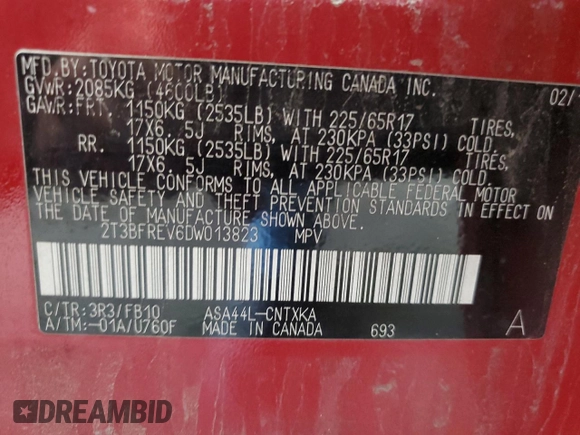 MFD.BY:TOYOTA MOTOR MANUFACTURING CANADA INC.
GVWR:2085KG (4600LB) 02/1
GAWR:FRT. 1150KG (2535LB) WITH 225/65R17 TIRES,
17X6.5J RIMS, AT 230KPA (33PSI) COLD.
RR. 1150KG (2535LB) WITH 225/65R17 TIRES,
17X6.5J RIMS, AT 230KPA (33PSI) COLD.
THIS VEHICLE CONFORMS TO ALL APPLICABLE FEDERAL MOTOR
VEHICLE SAFETY AND THEFT PREVENTION STANDARDS IN EFFECT ON
THE DATE OF MANUFACTURE SHOWN ABOVE.
2T3BFREV6DW013823 MPV
C/TR:3R3/FB10 ASA44L-CNTXKA
A/TM:-01A/U760F MADE IN CANADA 693 A
DREAMBID